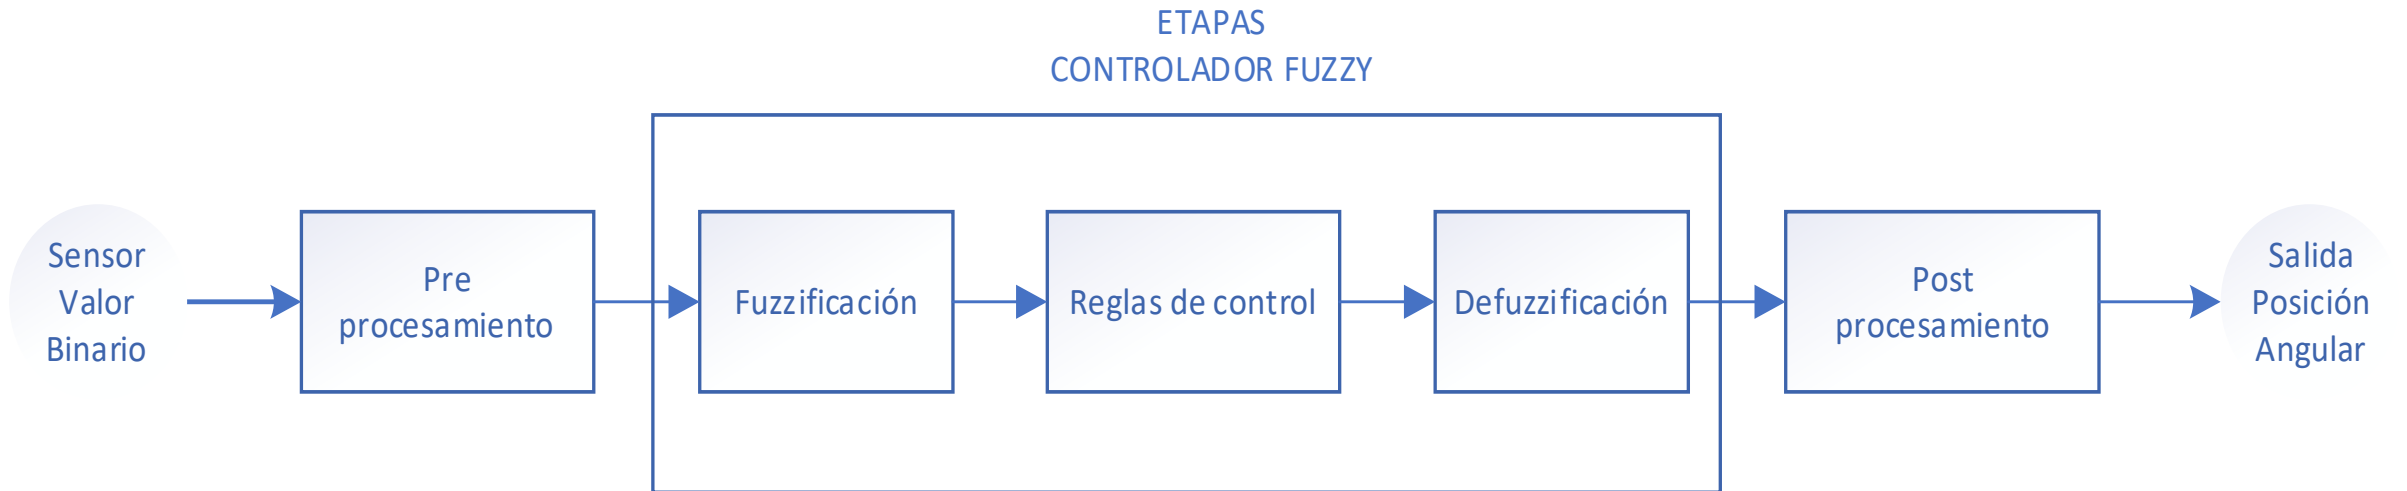 ETAPAS
CONTROLADOR FUZZY
Sensor
Valor
Binario
Pre
procesamiento
Fuzzificación
Reglas de control
Defuzzificación
Post
procesamiento
Salida
Posición
Angular